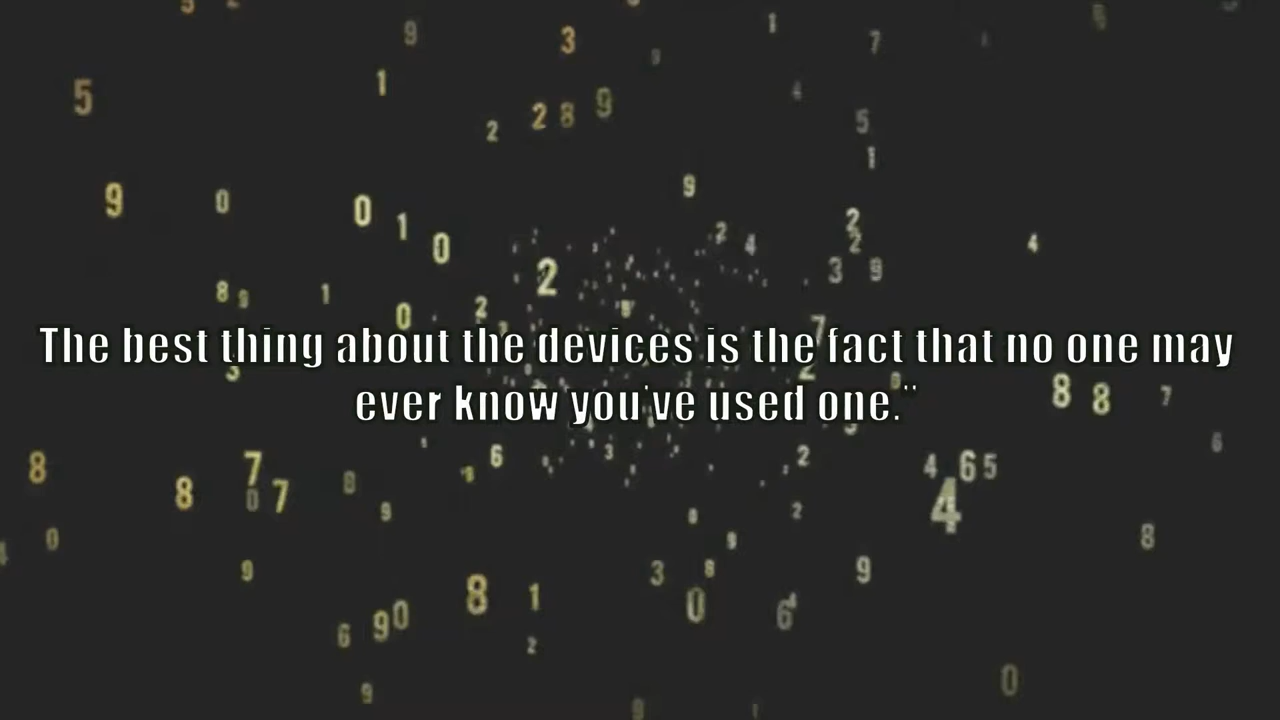 The best thing about the devices is the fact that no one may
ever know you've used one."